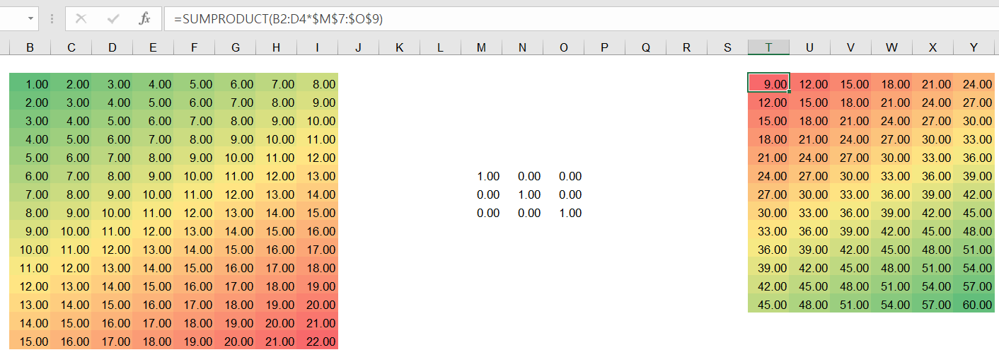 fx =SUMPRODUCT(B2:D4*$M$7:$O$9)
B C D E F G H I J K L M N O P Q R S T U V W X Y
1.00 2.00 3.00 4.00 5.00 6.00 7.00 8.00 9.00 12.00 15.00 18.00 21.00 24.00
2.00 3.00 4.00 5.00 6.00 7.00 8.00 9.00 12.00 15.00 18.00 21.00 24.00 27.00
3.00 4.00 5.00 6.00 7.00 8.00 9.00 10.00 15.00 18.00 21.00 24.00 27.00 30.00
4.00 5.00 6.00 7.00 8.00 9.00 10.00 11.00 18.00 21.00 24.00 27.00 30.00 33.00
5.00 6.00 7.00 8.00 9.00 10.00 11.00 12.00 21.00 24.00 27.00 30.00 33.00 36.00
6.00 7.00 8.00 9.00 10.00 11.00 12.00 13.00 1.00 0.00 0.00 24.00 27.00 30.00 33.00 36.00 39.00
7.00 8.00 9.00 10.00 11.00 12.00 13.00 14.00 0.00 1.00 0.00 27.00 30.00 33.00 36.00 39.00 42.00
8.00 9.00 10.00 11.00 12.00 13.00 14.00 15.00 0.00 0.00 1.00 30.00 33.00 36.00 39.00 42.00 45.00
9.00 10.00 11.00 12.00 13.00 14.00 15.00 16.00 33.00 36.00 39.00 42.00 45.00 48.00
10.00 11.00 12.00 13.00 14.00 15.00 16.00 17.00 36.00 39.00 42.00 45.00 48.00 51.00
11.00 12.00 13.00 14.00 15.00 16.00 17.00 18.00 39.00 42.00 45.00 48.00 51.00 54.00
12.00 13.00 14.00 15.00 16.00 17.00 18.00 19.00 42.00 45.00 48.00 51.00 54.00 57.00
13.00 14.00 15.00 16.00 17.00 18.00 19.00 20.00 45.00 48.00 51.00 54.00 57.00 60.00
14.00 15.00 16.00 17.00 18.00 19.00 20.00 21.00
15.00 16.00 17.00 18.00 19.00 20.00 21.00 22.00